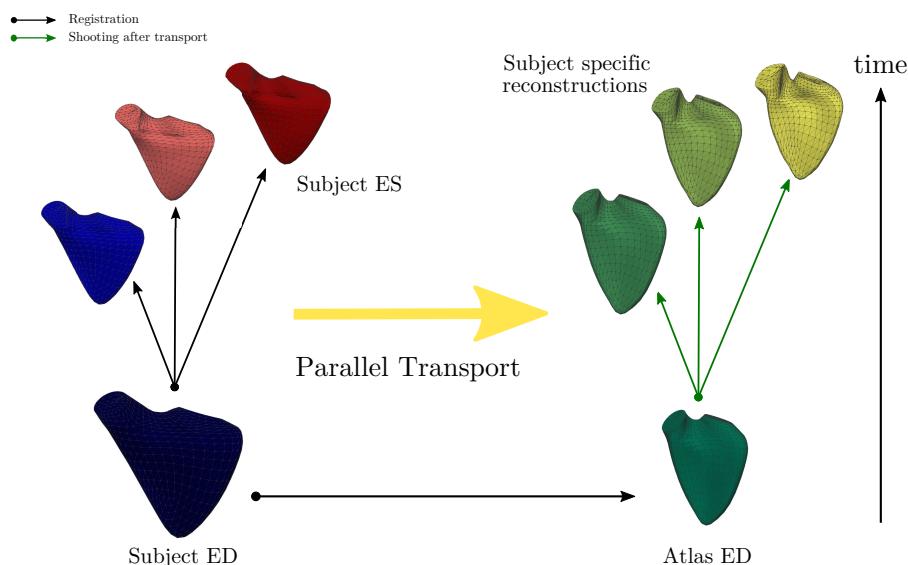 Registration
Shooting after transport
Subject specific
reconstructions
time
Subject ES
Parallel Transport
Subject ED
Atlas ED